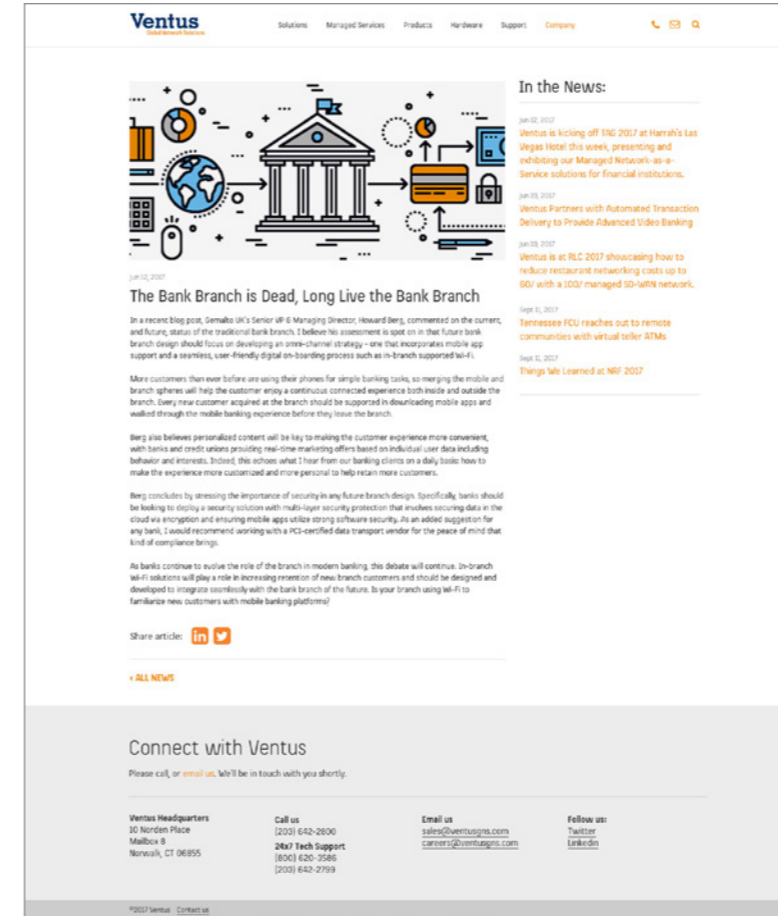 Ventus
Global Network Solutions
Solutions Managed Services Products Hardware Support Company
Jun 12, 2017
The Bank Branch is Dead, Long Live the Bank Branch
In a recent blog post, Gemalto UK's Senior VP & Managing Director, Howard Berg, commented on the current,
and future, status of the traditional bank branch. I believe his assessment is spot on in that future bank
branch design should focus on developing an omni-channel strategy - one that incorporates mobile app
support and a seamless, user-friendly digital on-boarding process such as in-branch supported Wi-Fi.
More customers than ever before are using their phones for simple banking tasks, so merging the mobile and
branch spheres will help the customer enjoy a continuous connected experience both inside and outside the
branch. Every new customer acquired at the branch should be supported in downloading mobile apps and
walked through the mobile banking experience before they leave the branch.
Berg also believes personalized content will be key to making the customer experience more convenient,
with banks and credit unions providing real-time marketing offers based on individual user data including
behavior and interests. Indeed, this echoes what I hear from our banking clients on a daily basis: how to
make the experience more customized and more personal to help retain more customers.
Berg concludes by stressing the importance of security in any future branch design. Specifically, banks should
be looking to deploy a security solution with multi-layer security protection that involves securing data in the
cloud via encryption and ensuring mobile apps utilize strong software security. As an added suggestion for
any bank, I would recommend working with a PCI-certified data transport vendor for the peace of mind that
kind of compliance brings.
As banks continue to evolve the role of the branch in modern banking, this debate will continue. In-branch
Wi-Fi solutions will play a role in increasing retention of new branch customers and should be designed and
developed to integrate seamlessly with the bank branch of the future. Is your branch using Wi-Fi to
familiarize new customers with mobile banking platforms?
Share article: in
‹ ALL NEWS
In the News:
Jun 12, 2017
Ventus is kicking off TAG 2017 at Harrah's Las
Vegas Hotel this week, presenting and
exhibiting our Managed Network-as-a-
Service solutions for financial institutions.
Jun 19, 2017
Ventus Partners with Automated Transaction
Delivery to Provide Advanced Video Banking
Jun 19, 2017
Ventus is at RLC 2017 showcasing how to
reduce restaurant networking costs up to
60/ with a 100/ managed SD-WAN network.
Sept 11, 2017
Tennessee FCU reaches out to remote
communities with virtual teller ATMs
Sept 11, 2017
Things We Learned at NRF 2017
Connect with Ventus
Please call, or email us. We'll be in touch with you shortly.
Ventus Headquarters
10 Norden Place
Mailbox 8
Norwalk, CT 06855
Call us
(203) 642-2800
24x7 Tech Support
(800) 620-3586
(203) 642-2799
Email us
sales@ventusgns.com
careers@ventusgns.com
Follow us:
Twitter
Linkedin
©2017 Ventus Contact us